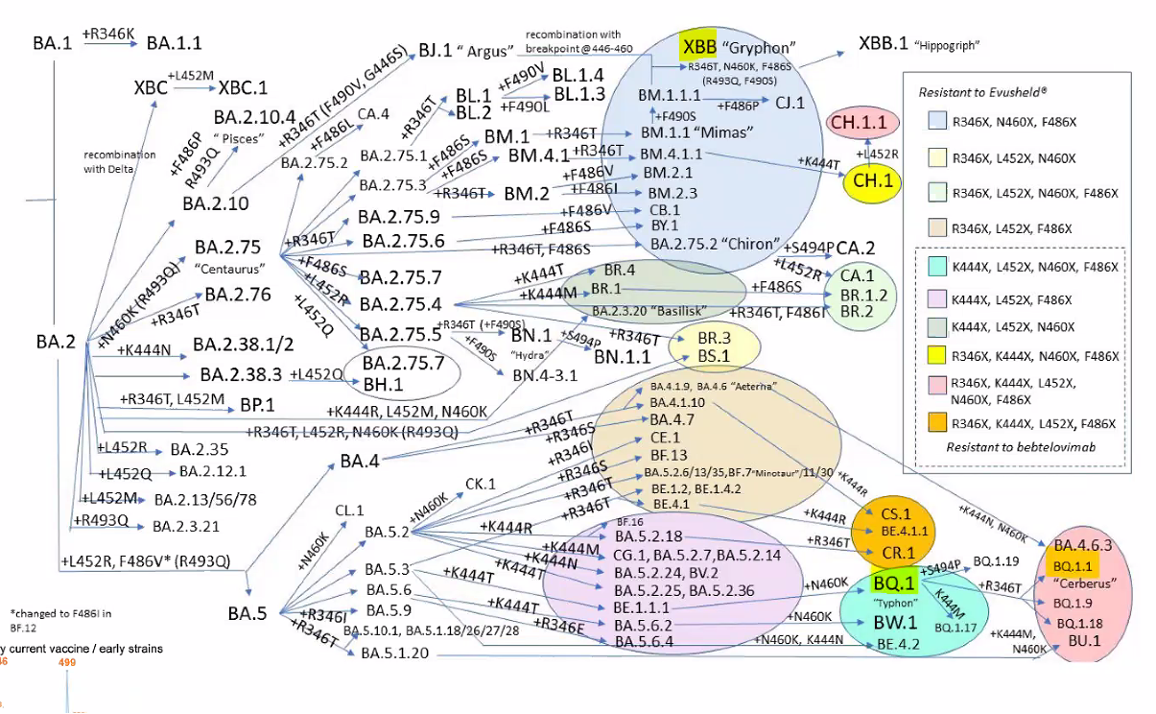 BA.1
+R346K
BA.1.1
XBC
+L452M
XBC.1
recombination
with Delta
BA.2.10.4
"Pisces"
+F486P
R493Q
BA.2.10
+R346T (F490V, G446S)
BJ.1 " Argus"
recombination with
breakpoint@446-460
XBB "Gryphon"
R346T, N460K, F486S
(R493Q, F490S)
XBB.1 "Hippogriph"
+F486L
CA.4
BA.2.75.2
BA.2.75.1
+R346T
BL.1
BL.2
+F490V
BL.1.4
+F490L
BL.1.3
BM.1.1.1
+F486P
CJ.1
+F490S
BA.2.75.3
+F486S
+F486S
BM.1
+R346T
BM.1.1 "Mimas"
BM.4.1
+R346T
BM.4.1.1
+K444T
CH.1
+L452R
CH.1.1
+R346T
BM.2
+F486V
BM.2.1
+F486I
BM.2.3
BA.2.75
"Centaurus"
+R346T
BA.2.75.9
+F486V
CB.1
BA.2.75.6
+F486S
BY.1
+R346T, F486S
BA.2.75.2 "Chiron"
+S494P
CA.2
+L452R
CA.1
+F486S
BA.2.75.7
+L452R
BA.2.75.4
+K444T
BR.4
+K444M
BR.1
+F486S
BR.1.2
BA.2.3.20 "Basilisk"
+R346T, F486I
BR.2
+R346T
BR.3
BS.1
+L452Q
BA.2.75.5
+R346T (+F490S)
BN.1
"Hydra"
+S494P
BN.1.1
+F490S
BN.4-3.1
BA.2.75.7
BH.1
BA.2
+N460K (R493Q)
+R346T
BA.2.76
+K444N
BA.2.38.1/2
BA.2.38.3
+L452Q
+R346T, L452M
BP.1
+K444R, L452M, N460K
+R346T, L452R, N460K (R493Q)
+L452R
BA.2.35
+L452Q
BA.2.12.1
+L452M
BA.2.13/56/78
+R493Q
BA.2.3.21
+L452R, F486V* (R493Q)
BA.4
+R346T
+R346S
BA.4.1.9, BA.4.6 "Aeterna"
BA.4.1.10
BA.4.7
+K444R
+K444N, N460K
+R346I
CE.1
+R346S
BF.13
+R346T
BA.5.2.6/13/35,BF.7"Minotaur"/11/30
BE.1.2, BE.1.4.2
+R346T
BE.4.1
+K444R
CS.1
BE.4.1.1
CR.1
+R346T
BA.5
+N460K
CL.1
BA.5.2
+N460K
CK.1
BF.16
+K444R
BA.5.2.18
+K444M
CG.1, BA.5.2.7,BA.5.2.14
+K444N
BA.5.2.24, BV.2
+K444T
BA.5.2.25, BA.5.2.36
BA.5.3
+K444T
BE.1.1.1
+N460K
BQ.1
"Typhon"
BA.5.6
+K444T
BA.5.6.2
+N460K
BW.1
BA.5.9
+R346E
BA.5.6.4
+N460K, K444N
BE.4.2
+R346I
+R346T
BA.5.10.1, BA.5.1.18/26/27/28
BA.5.1.20
+K444M,
N460K
BU.1
+S494P
BQ.1.19
+R346T
K444M
BQ.1.17
BA.4.6.3
BQ.1.1
"Cerberus"
BQ.1.9
BQ.1.18
Resistant to Evusheld®
R346X, N460X, F486X
R346X, L452X, N460X
R346X, L452X, N460X, F486X
R346X, L452X, F486X
K444X, L452X, N460X, F486X
K444X, L452X, F486X
K444X, L452X, N460X
R346X, K444X, N460X, F486X
R346X, K444X, L452X,
N460X, F486X
R346X, K444X, L452X, F486X
Resistant to bebtelovimab
*changed to F486I in
BF.12
y current vaccine / early strains
46
499